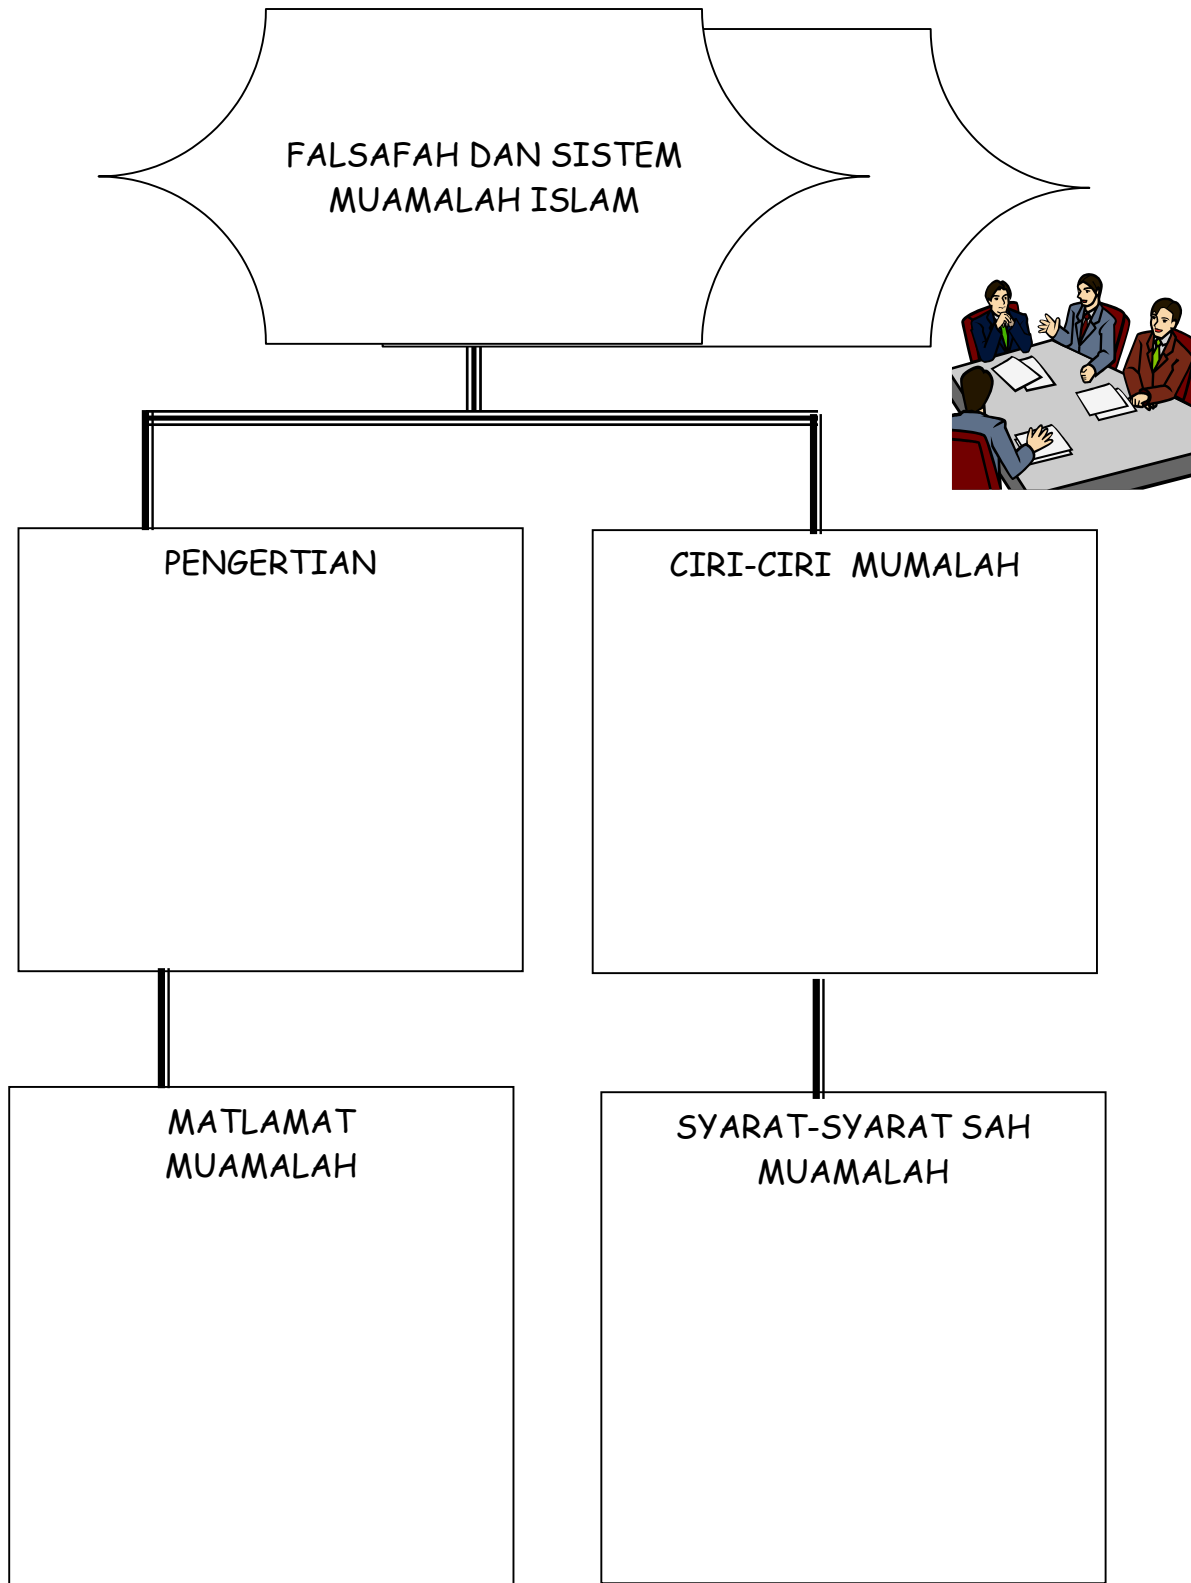 FALSAFAH DAN SISTEM
MUAMALAH ISLAM
PENGERTIAN
CIRI-CIRI MUMALAH
MATLAMAT
MUAMALAH
SYARAT-SYARAT SAH
MUAMALAH